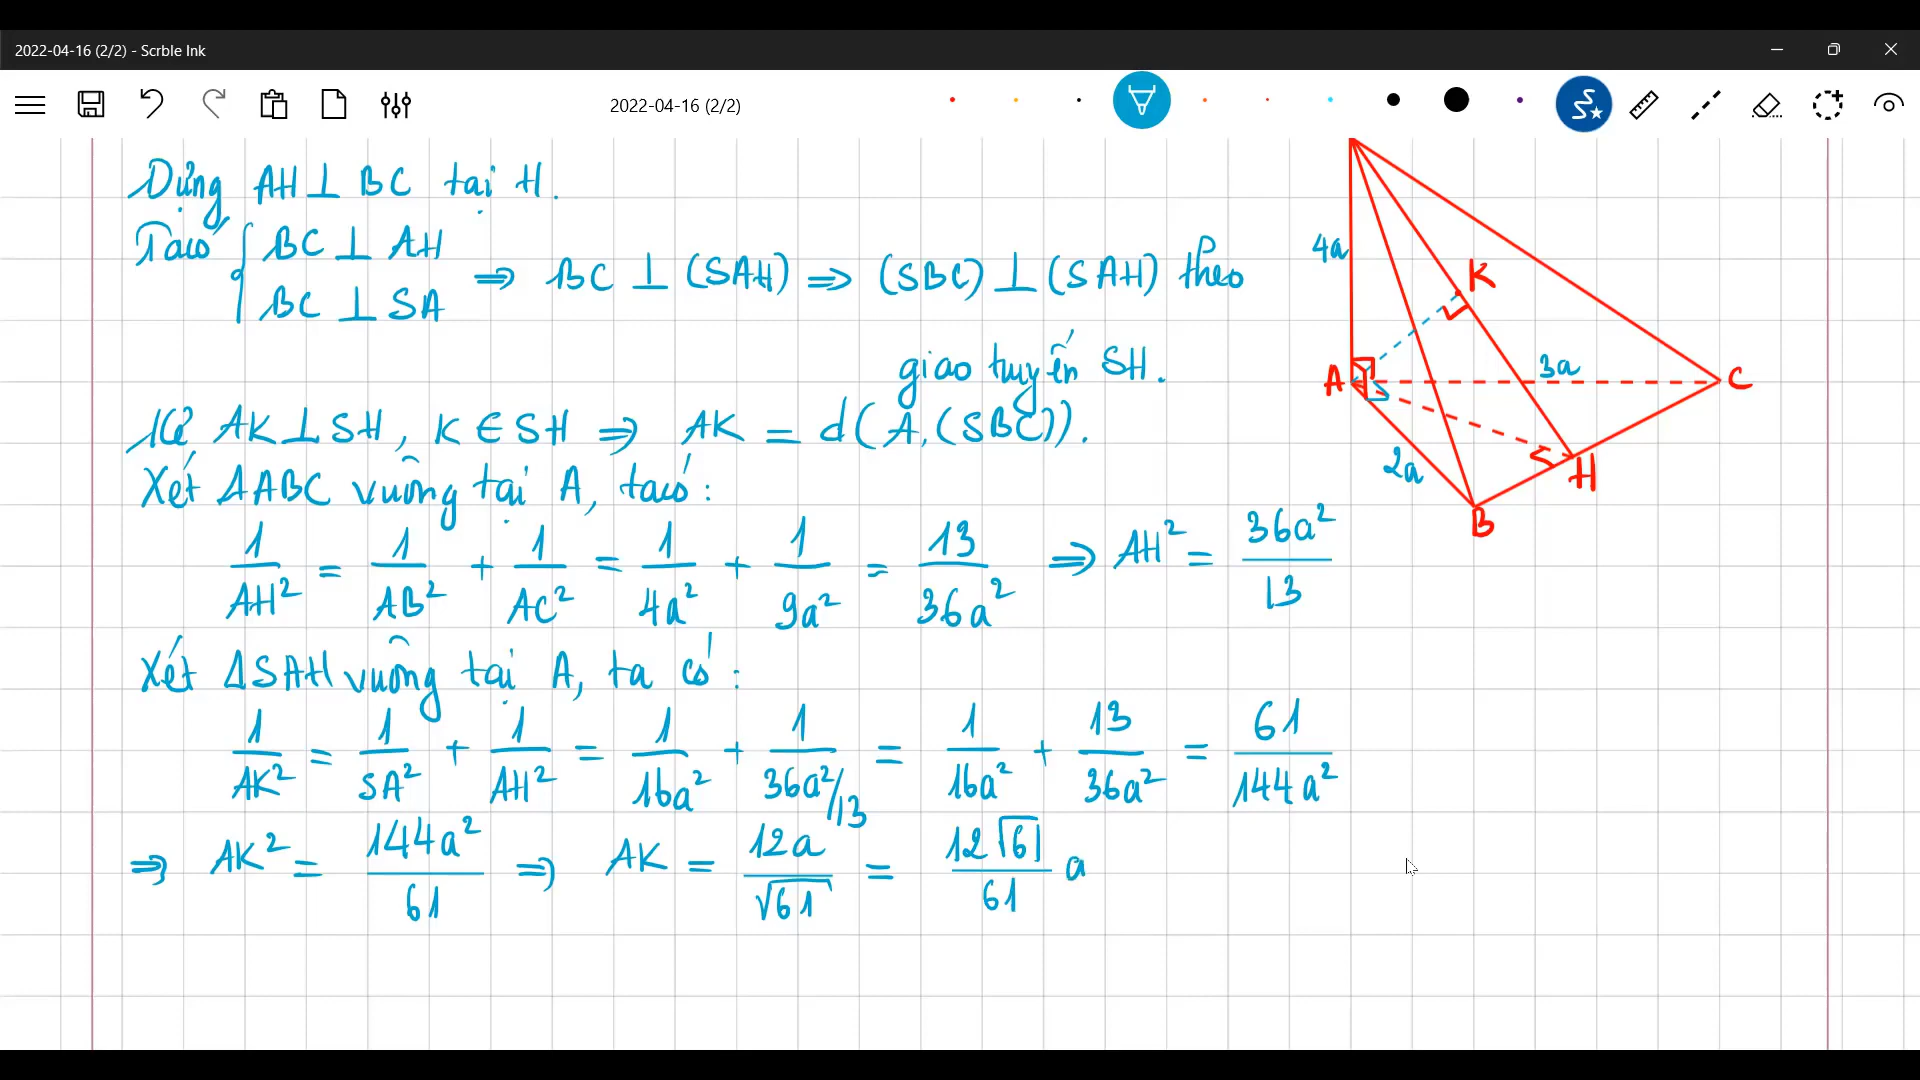 2022-04-16 (2/2) - Scrble Ink
2022-04-16 (2/2)
Dựng AH ⊥ BC tại H.
Ta có { BC ⊥ AH
BC ⊥ SA
⇒ BC ⊥ (SAH) ⇒ (SBC) ⊥ (SAH) theo
giao tuyến SH.
Kẻ AK ⊥ SH, K ∈ SH ⇒ AK = d(A,(SBC)).
Xét ΔABC vuông tại A, ta có:
1/AH² = 1/AB² + 1/AC² = 1/4a² + 1/9a² = 13/36a² ⇒ AH² = 36a²/13
Xét ΔSAH vuông tại A, ta có:
1/AK² = 1/SA² + 1/AH² = 1/16a² + 1/(36a²/13) = 1/16a² + 13/36a² = 61/144a²
⇒ AK² = 144a²/61 ⇒ AK = 12a/√61 = 12√61/61 a
4a
K
A
3a
C
2a
H
B